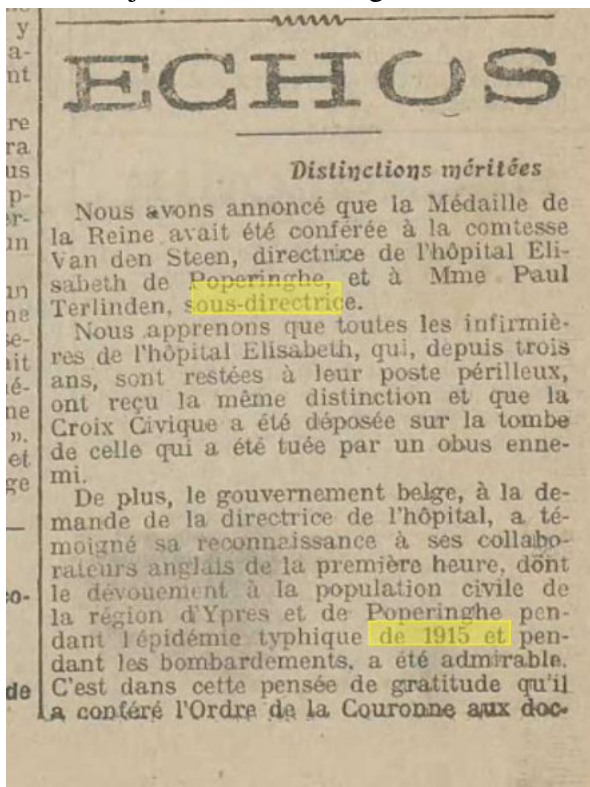 ECHOS
Distinctions méritées
Nous avons annoncé que la Médaille de
la Reine avait été conférée à la comtesse
Van den Steen, directrice de l'hôpital Eli-
sabeth de Poperinghe, et à Mme Paul
Terlinden, sous-directrice.
Nous apprenons que toutes les infirmiè-
res de l'hôpital Elisabeth, qui, depuis trois
ans, sont restées à leur poste périlleux,
ont reçu la même distinction et que la
Croix Civique a été déposée sur la tombe
de celle qui a été tuée par un obus enne-
mi.
De plus, le gouvernement belge, à la de-
mande de la directrice de l'hôpital, a té-
moigné sa reconnaissance à ses collabo-
rateurs anglais de la première heure, dont
le dévouement à la population civile de
la région d'Ypres et de Poperinghe pen-
dant l'épidémie typhique de 1915 et pen-
dant les bombardements, a été admirable.
C'est dans cette pensée de gratitude qu'il
a conféré l'Ordre de la Couronne aux doc-